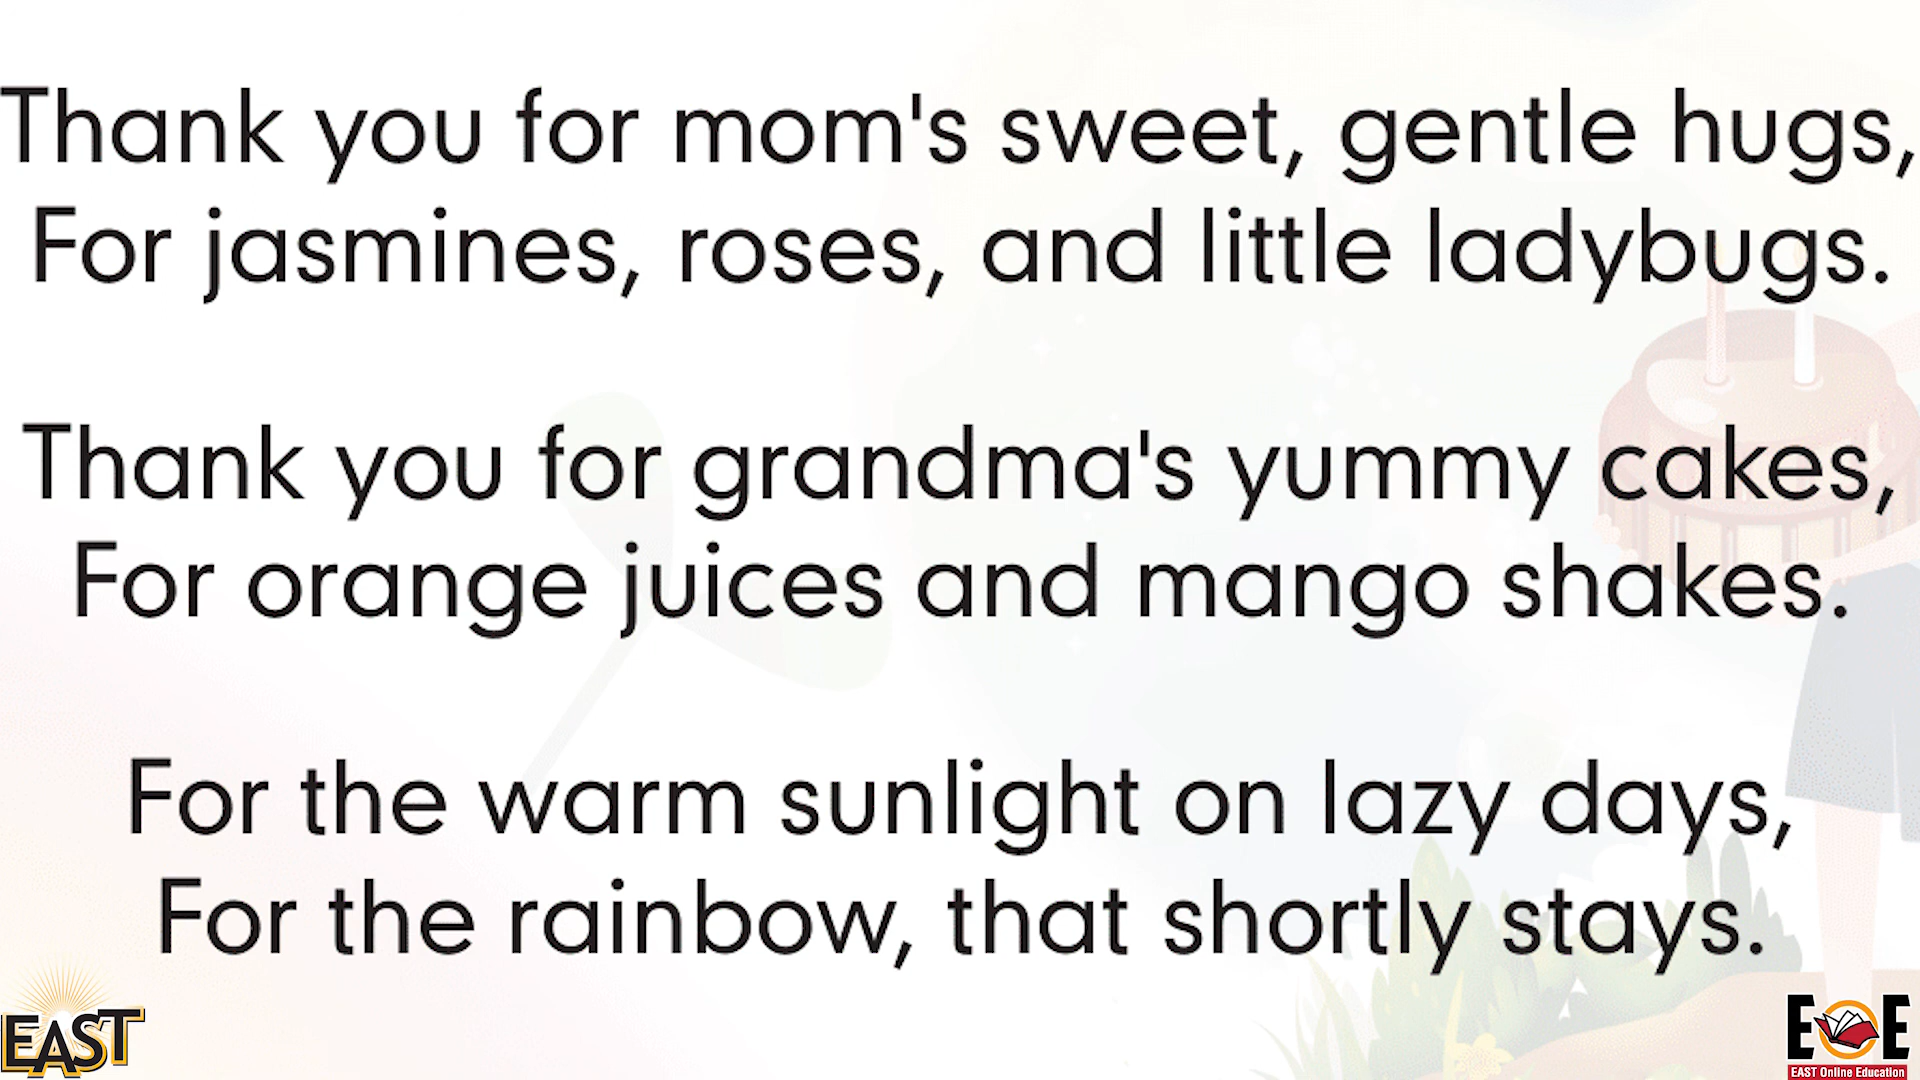 Thank you for mom's sweet, gentle hugs,
For jasmines, roses, and little ladybugs.
Thank you for grandma's yummy cakes,
For orange juices and mango shakes.
For the warm sunlight on lazy days,
For the rainbow, that shortly stays.
EAST
EOE
EAST Online Education